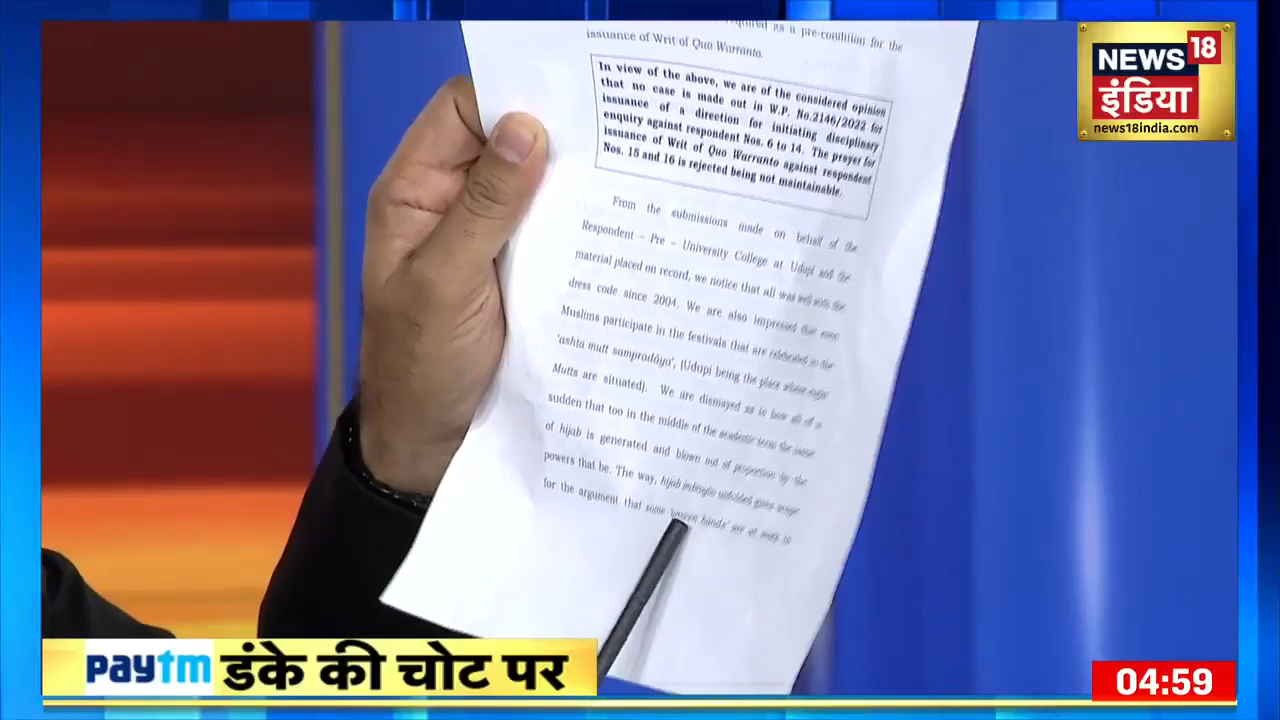 required as a pre-condition for the
issuance of Writ of Quo Warranto.
In view of the above, we are of the considered opinion
that no case is made out in W.P. No.2146/2022 for
issuance of a direction for initiating disciplinary
enquiry against respondent Nos. 6 to 14. The prayer for
issuance of Writ of Quo Warranto against respondent
Nos. 15 and 16 is rejected being not maintainable.
From the submissions made on behalf of the
Respondent – Pre – University College at Udupi and the
material placed on record, we notice that all was well with the
dress code since 2004. We are also impressed that even
Muslims participate in the festivals that are celebrated in the
'ashta mutt sampradāya', (Udupi being the place where eight
Mutts are situated). We are dismayed as to how all of a
sudden that too in the middle of the academic term the issue
of hijab is generated and blown out of proportion by the
powers that be. The way, hijab imbroglio unfolded gives scope
for the argument that some 'unseen hands' are at work to
NEWS 18
इंडिया
news18india.com
paytm डंके की चोट पर
04:59